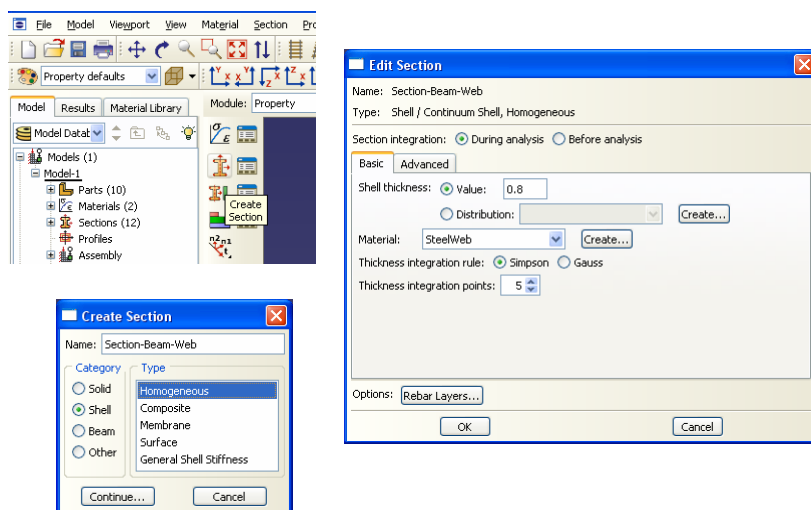 File Model Viewport View Material Section
Property defaults
Model Results Material Library Module: Property
Model Datab
Models (1)
Model-1
Parts (10)
Materials (2)
Sections (12)
Profiles
Assembly
Create
Section
n2 n1
t
Create Section
Name: Section-Beam-Web
Category Type
Solid Homogeneous
Shell Composite
Beam Membrane
Other Surface
General Shell Stiffness
Continue... Cancel
Edit Section
Name: Section-Beam-Web
Type: Shell / Continuum Shell, Homogeneous
Section integration: During analysis Before analysis
Basic Advanced
Shell thickness: Value: 0.8
Distribution: Create...
Material: SteelWeb Create...
Thickness integration rule: Simpson Gauss
Thickness integration points: 5
Options: Rebar Layers...
OK Cancel